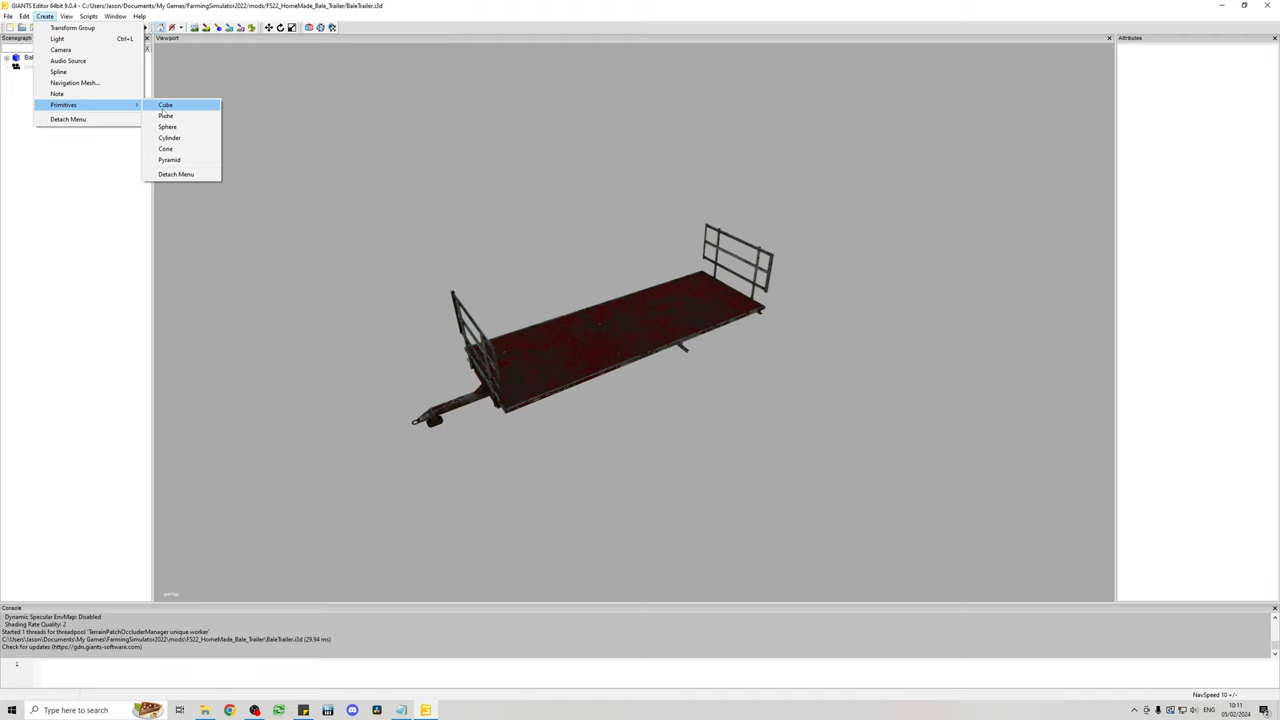 GIANTS Editor 64bit 9.0.4 - C:/Users/Jason/Documents/My Games/FarmingSimulator2022/mods/FS22_HomeMade_Bale_Trailer/BaleTrailer.i3d
File Edit Create View Scripts Window Help
Scenegraph
Transform Group
Light Ctrl+L
Camera
Audio Source
Spline
Navigation Mesh...
Note
Primitives
Detach Menu
Cube
Plane
Sphere
Cylinder
Cone
Pyramid
Detach Menu
Viewport
Attributes
persp
Console
Dynamic Specular EnvMap: Disabled
Shading Rate Quality: 2
Started 1 threads for threadpool 'TerrainPatchOccluderManager unique worker'
C:\Users\Jason\Documents\My Games\FarmingSimulator2022\mods\FS22_HomeMade_Bale_Trailer\BaleTrailer.i3d (29.94 ms)
Check for updates (https://gdn.giants-software.com)
1
NavSpeed 10 +/-
Type here to search
ENG
10:11
05/02/2024